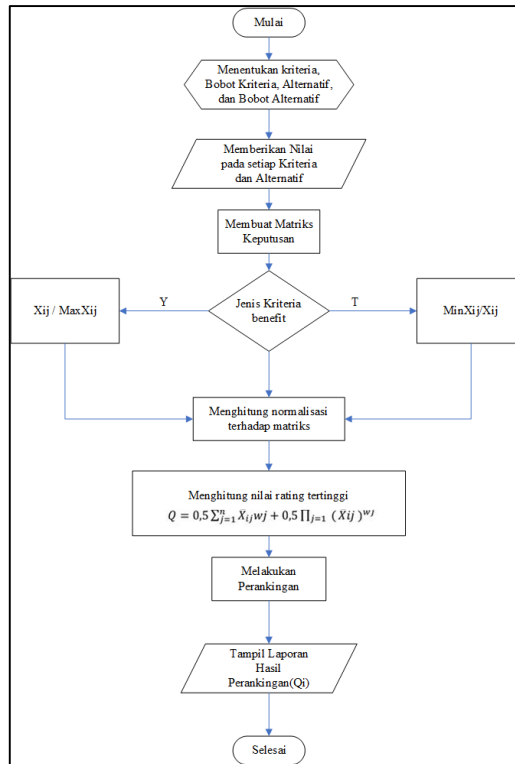 Mulai
Menentukan kriteria,
Bobot Kriteria, Alternatif,
dan Bobot Alternatif
Memberikan Nilai
pada setiap Kriteria
dan Alternatif
Membuat Matriks
Keputusan
Xij / MaxXij
Y
Jenis Kriteria
benefit
T
MinXij/Xij
Menghitung normalisasi
terhadap matriks
Menghitung nilai rating tertinggi
Q = 0,5 ∑ⁿⱼ₌₁ Ẍᵢⱼwj + 0,5 ∏ⱼ₌₁ (Ẍij)ʷᴶ
Melakukan
Perankingan
Tampil Laporan
Hasil
Perankingan(Qi)
Selesai